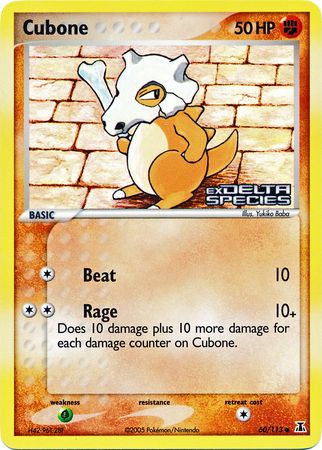 Cubone 50 HP
Illus. Yukiko Baba
EX DELTA
SPECIES
BASIC
Beat 10
Rage 10+
Does 10 damage plus 10 more damage for
each damage counter on Cubone.
weakness resistance retreat cost
©2005 Pokémon/Nintendo 60/113